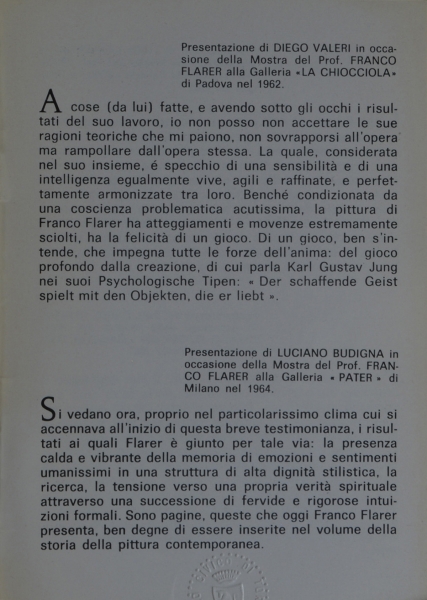 Presentazione di DIEGO VALERI in occa-
sione della Mostra del Prof. FRANCO
FLARER alla Galleria «LA CHIOCCIOLA»
di Padova nel 1962.
A cose (da lui) fatte, e avendo sotto gli occhi i risul-
tati del suo lavoro, io non posso non accettare le sue
ragioni teoriche che mi paiono, non sovrapporsi all'opera
ma rampollare dall'opera stessa. La quale, considerata
nel suo insieme, é specchio di una sensibilità e di una
intelligenza egualmente vive, agili e raffinate, e perfet-
tamente armonizzate tra loro. Benché condizionata da
una coscienza problematica acutissima, la pittura di
Franco Flarer ha atteggiamenti e movenze estremamente
sciolti, ha la felicità di un gioco. Di un gioco, ben s'in-
tende, che impegna tutte le forze dell'anima: del gioco
profondo dalla creazione, di cui parla Karl Gustav Jung
nei suoi Psychologische Tipen: « Der schaffende Geist
spielt mit den Objekten, die er liebt ».
Presentazione di LUCIANO BUDIGNA in
occasione della Mostra del Prof. FRAN-
CO FLARER alla Galleria « PATER » di
Milano nel 1964.
Si vedano ora, proprio nel particolarissimo clima cui si
accennava all'inizio di questa breve testimonianza, i risul-
tati ai quali Flarer è giunto per tale via: la presenza
calda e vibrante della memoria di emozioni e sentimenti
umanissimi in una struttura di alta dignità stilistica, la
ricerca, la tensione verso una propria verità spirituale
attraverso una successione di fervide e rigorose intui-
zioni formali. Sono pagine, queste che oggi Franco Flarer
presenta, ben degne di essere inserite nel volume della
storia della pittura contemporanea.